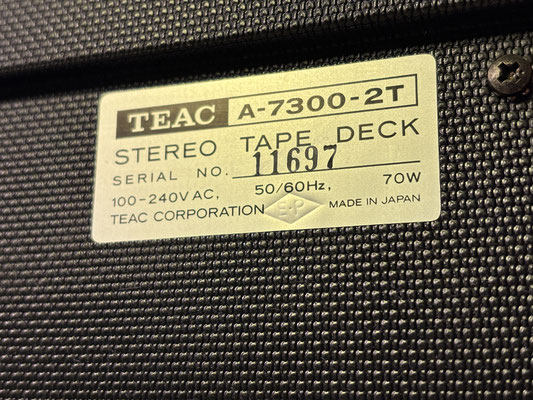 TEAC A-7300-2T
STEREO TAPE DECK
SERIAL NO. 11697
100-240V AC, 50/60Hz, 70W
TEAC CORPORATION E-P MADE IN JAPAN